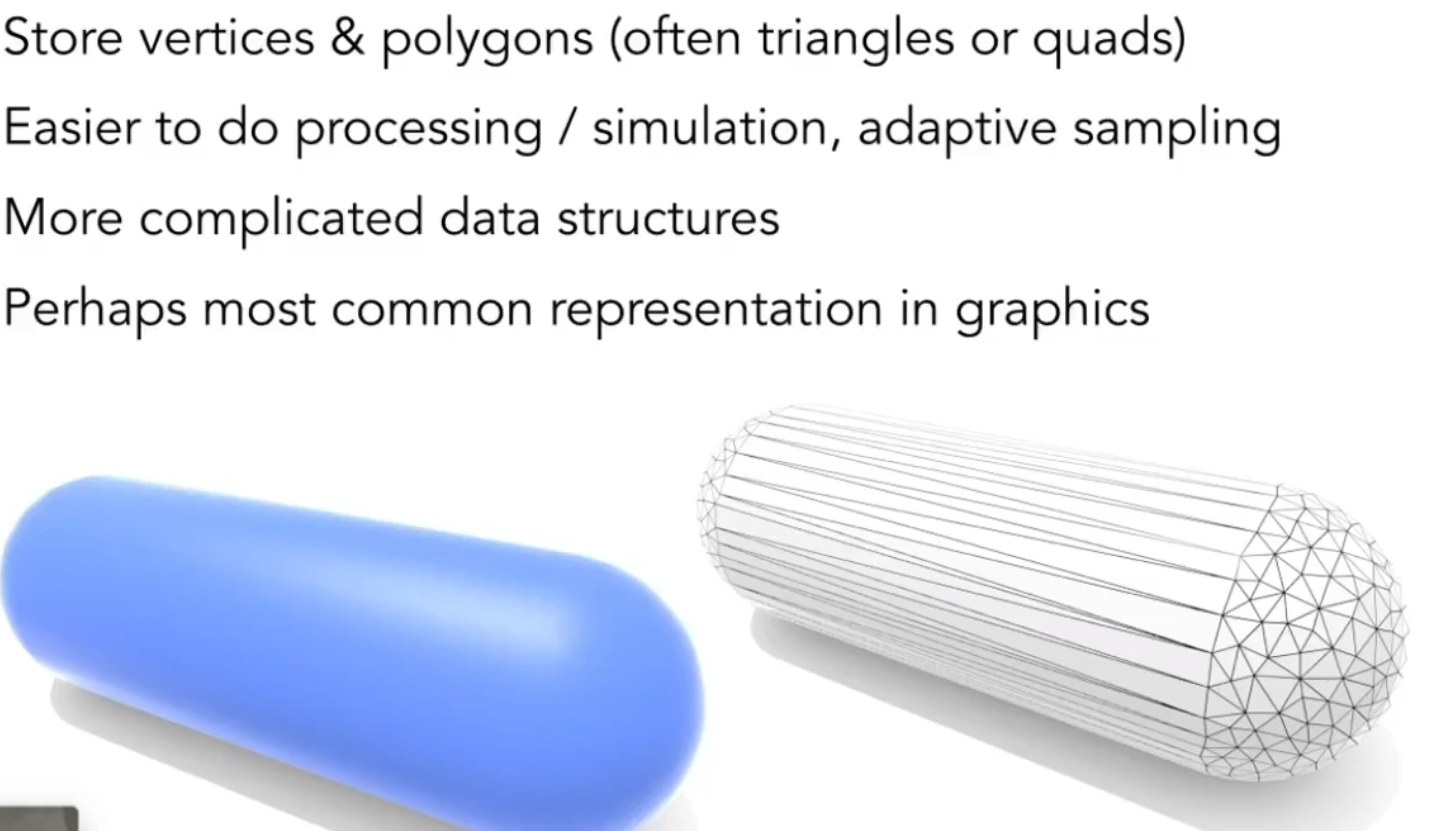 Store vertices & polygons (often triangles or quads)
Easier to do processing / simulation, adaptive sampling
More complicated data structures
Perhaps most common representation in graphics